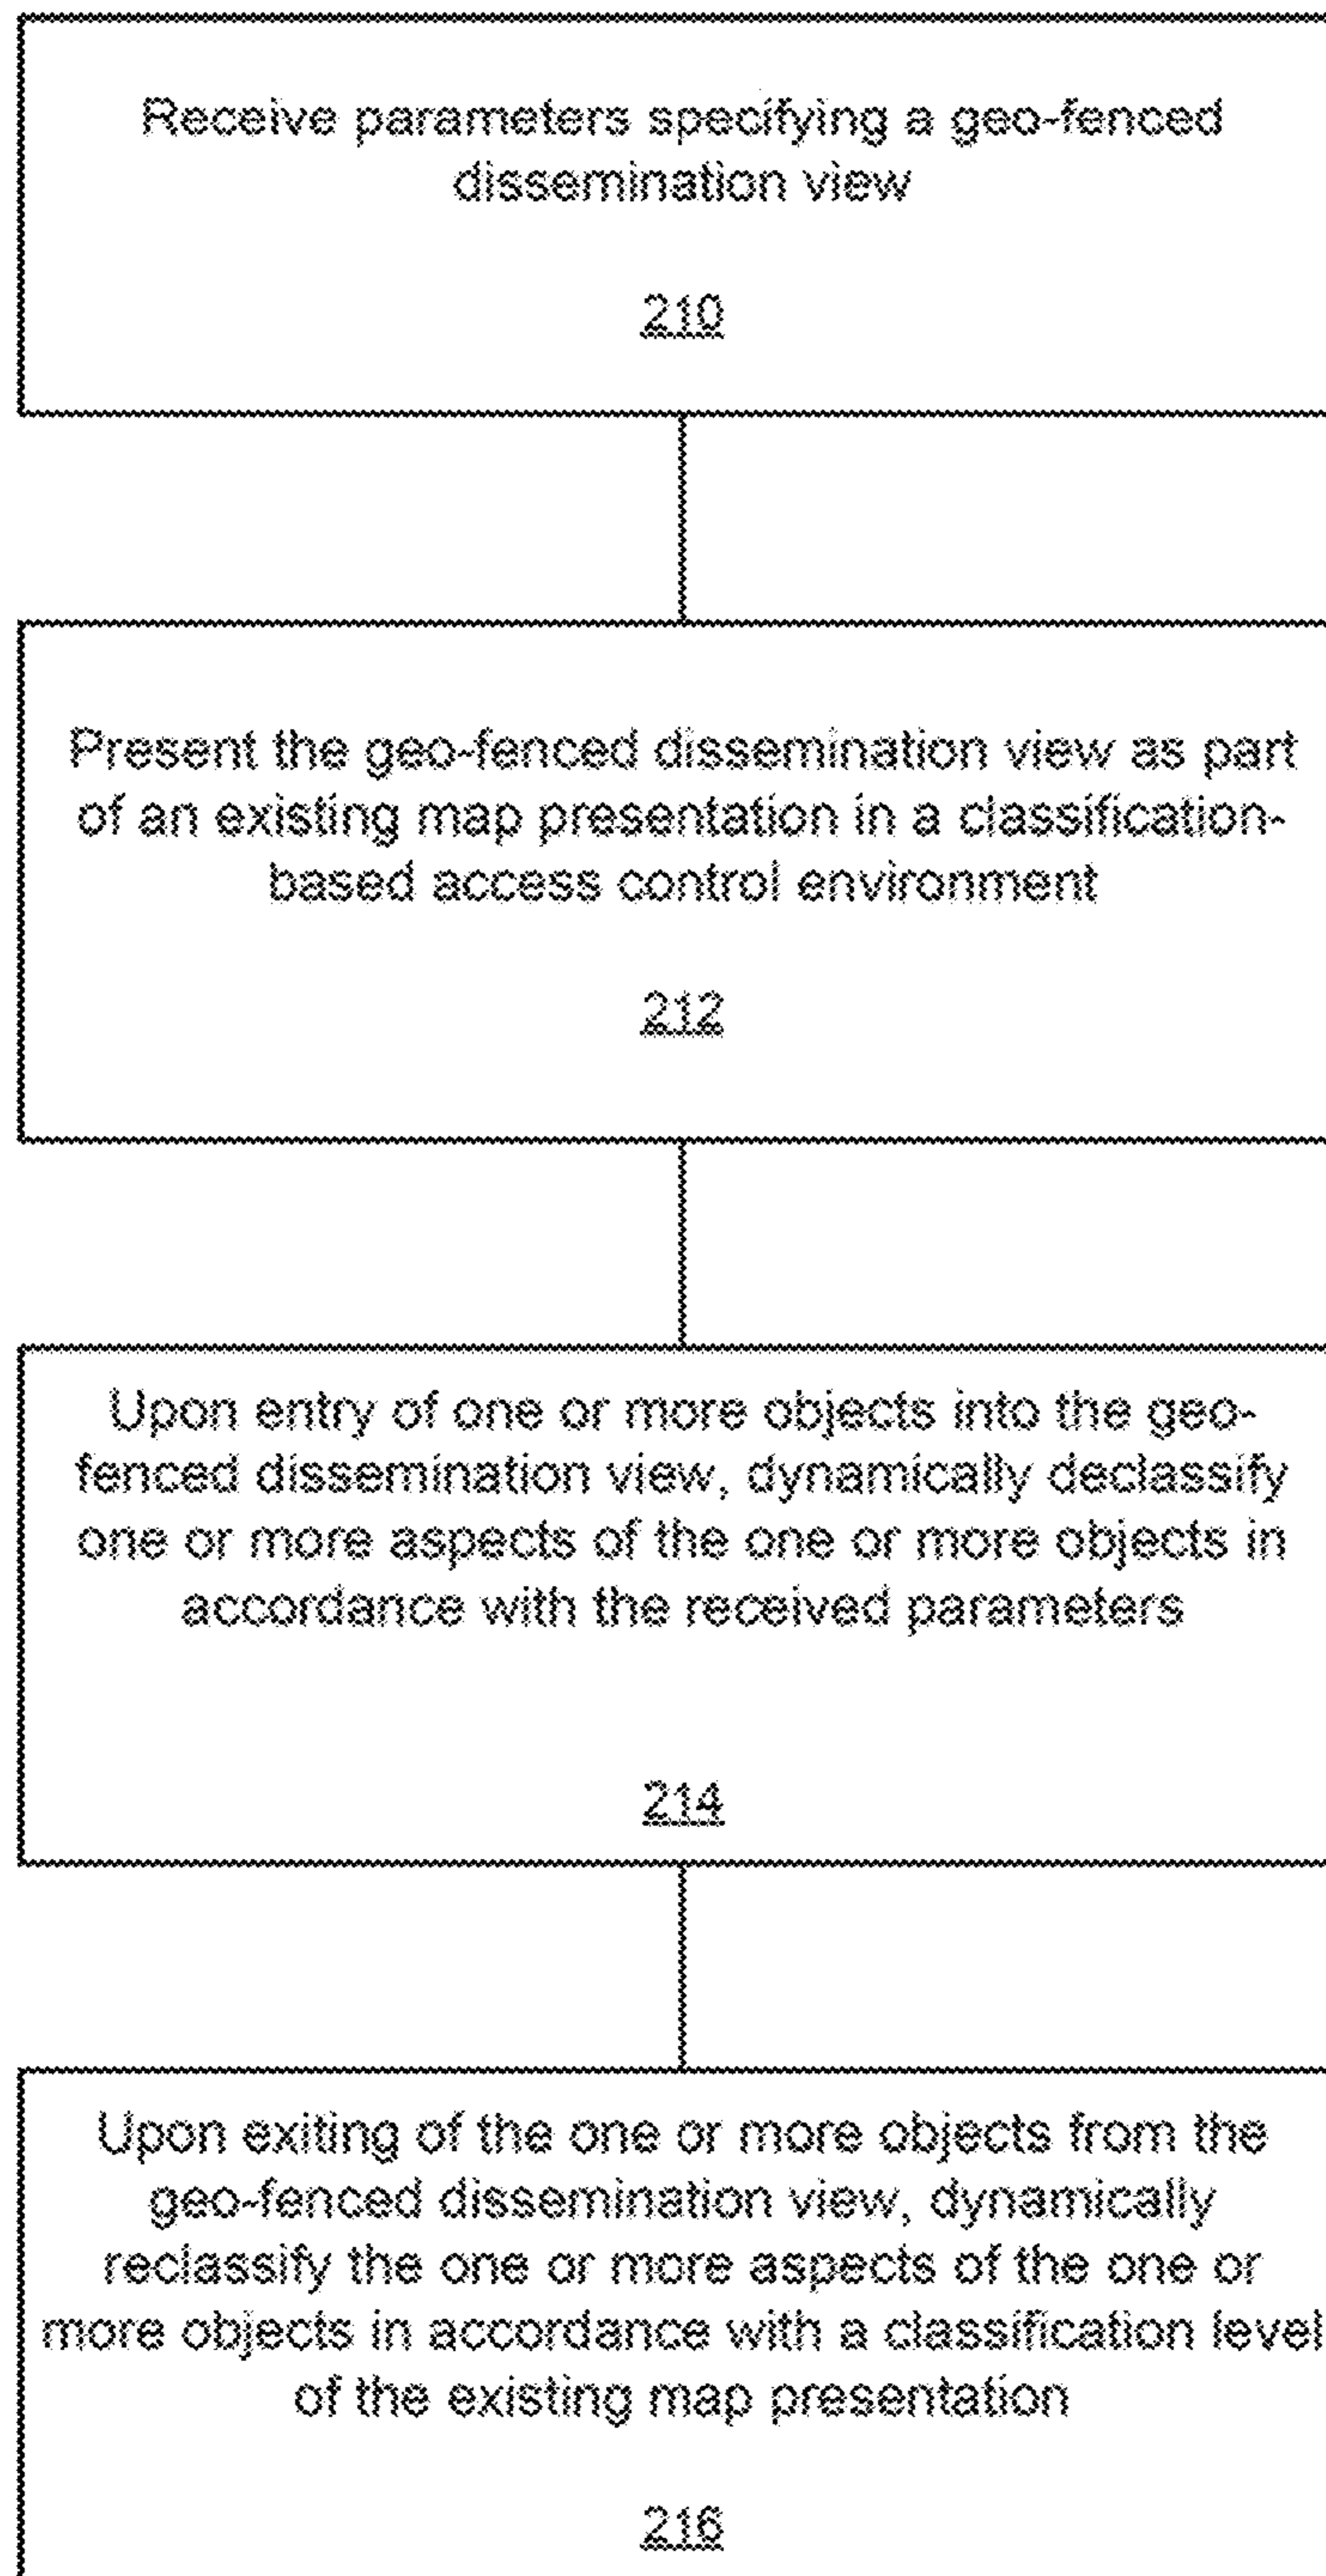 Receive parameters specifying a geo-fenced
dissemination view
210
Present the geo-fenced dissemination view as part
of an existing map presentation in a classification-
based access control environment
212
Upon entry of one or more objects into the geo-
fenced dissemination view, dynamically declassify
one or more aspects of the one or more objects in
accordance with the received parameters
214
Upon exiting of the one or more objects from the
geo-fenced dissemination view, dynamically
reclassify the one or more aspects of the one or
more objects in accordance with a classification level
of the existing map presentation
216